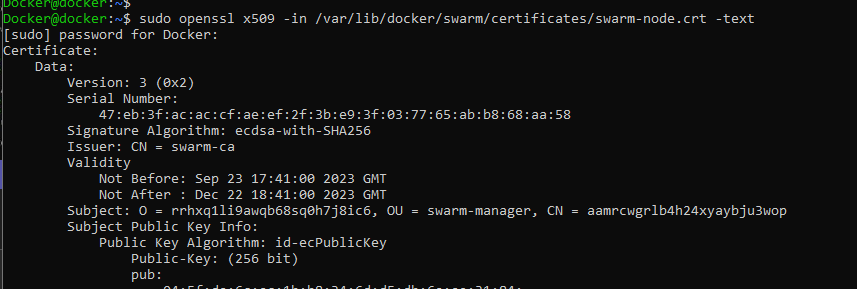 Docker@docker:~$
Docker@docker:~$ sudo openssl x509 -in /var/lib/docker/swarm/certificates/swarm-node.crt -text
[sudo] password for Docker:
Certificate:
Data:
Version: 3 (0x2)
Serial Number:
47:eb:3f:ac:ac:cf:ae:ef:2f:3b:e9:3f:03:77:65:ab:b8:68:aa:58
Signature Algorithm: ecdsa-with-SHA256
Issuer: CN = swarm-ca
Validity
Not Before: Sep 23 17:41:00 2023 GMT
Not After : Dec 22 18:41:00 2023 GMT
Subject: O = rrhxq1li9awqb68sq0h7j8ic6, OU = swarm-manager, CN = aamrcwgrlb4h24xyaybju3wop
Subject Public Key Info:
Public Key Algorithm: id-ecPublicKey
Public-Key: (256 bit)
pub: